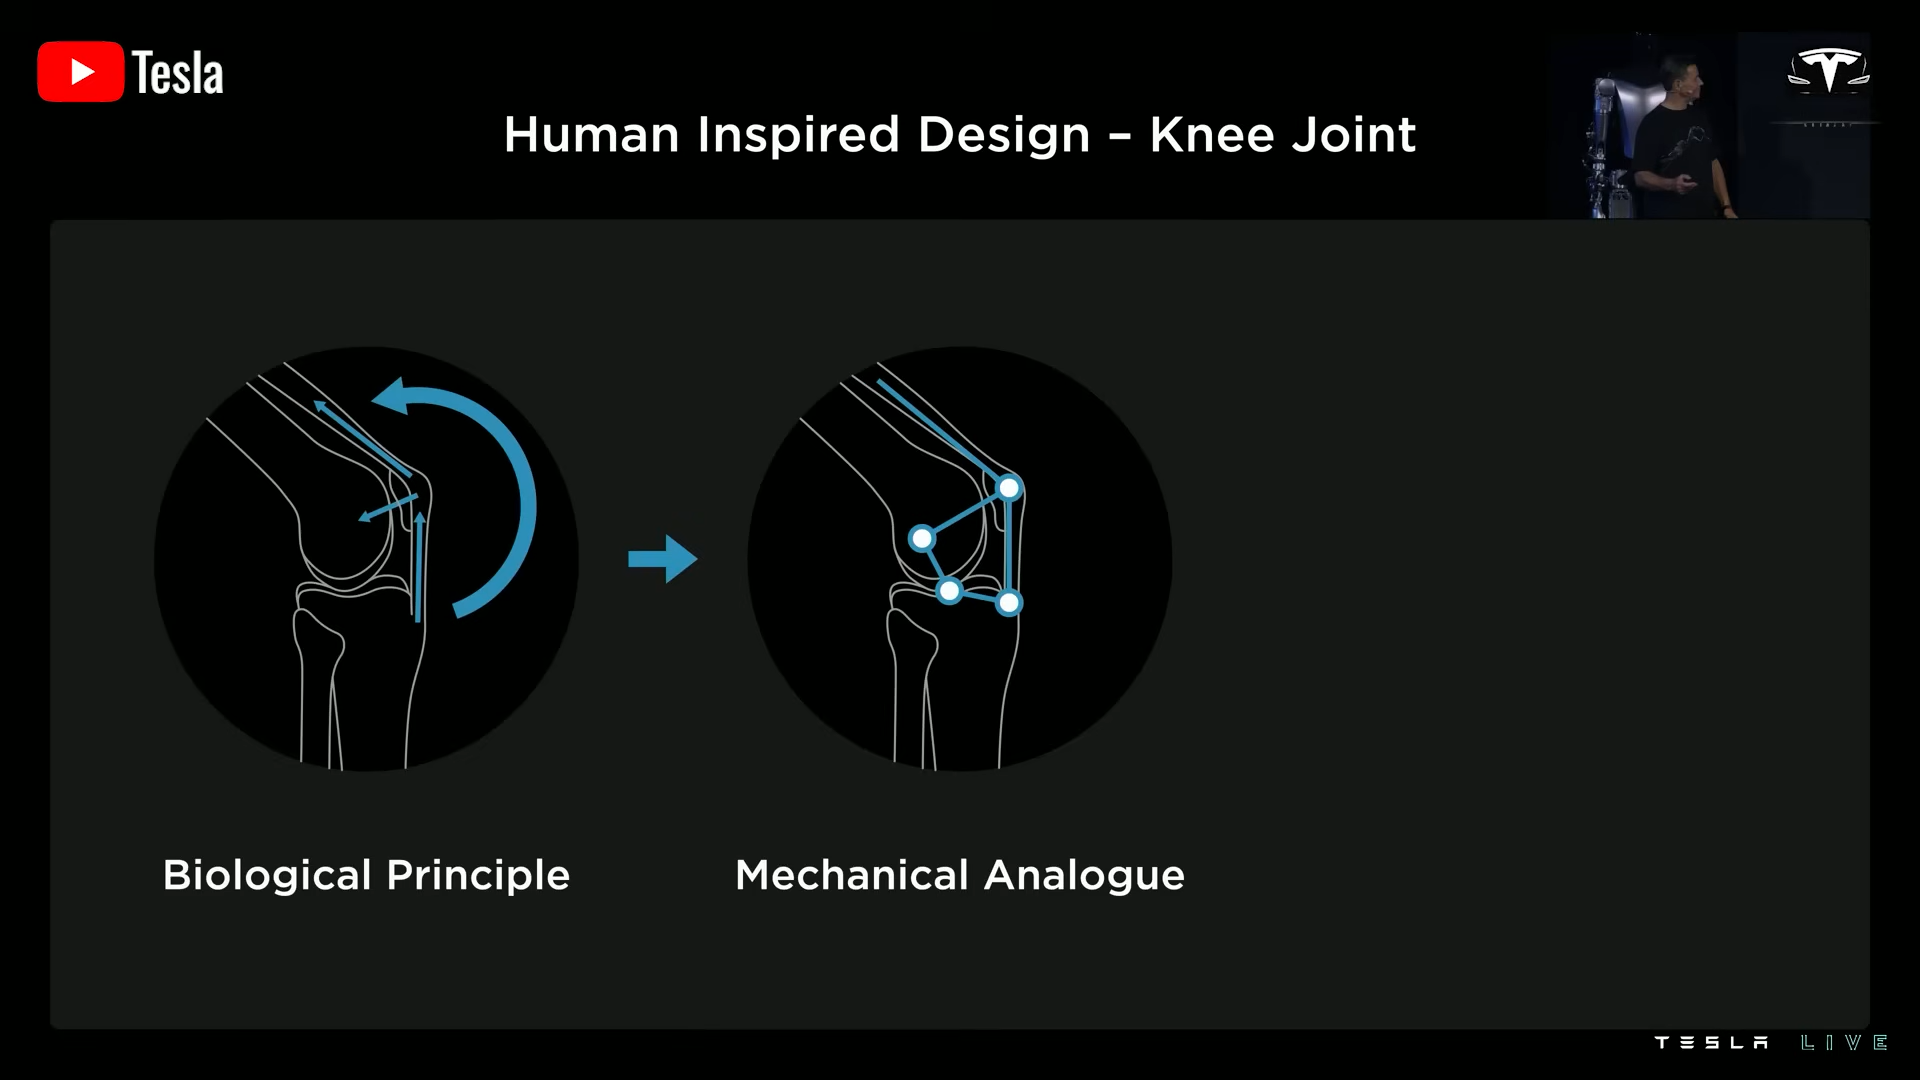 Tesla
Human Inspired Design – Knee Joint
Biological Principle
Mechanical Analogue
TESLA LIVE